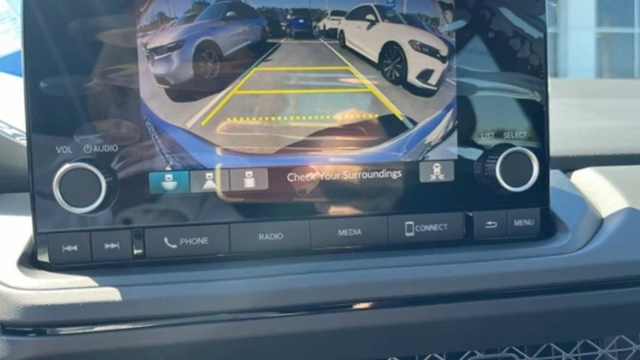 VOL AUDIO
LIST SELECT
Check Your Surroundings
PHONE
RADIO
MEDIA
CONNECT
MENU